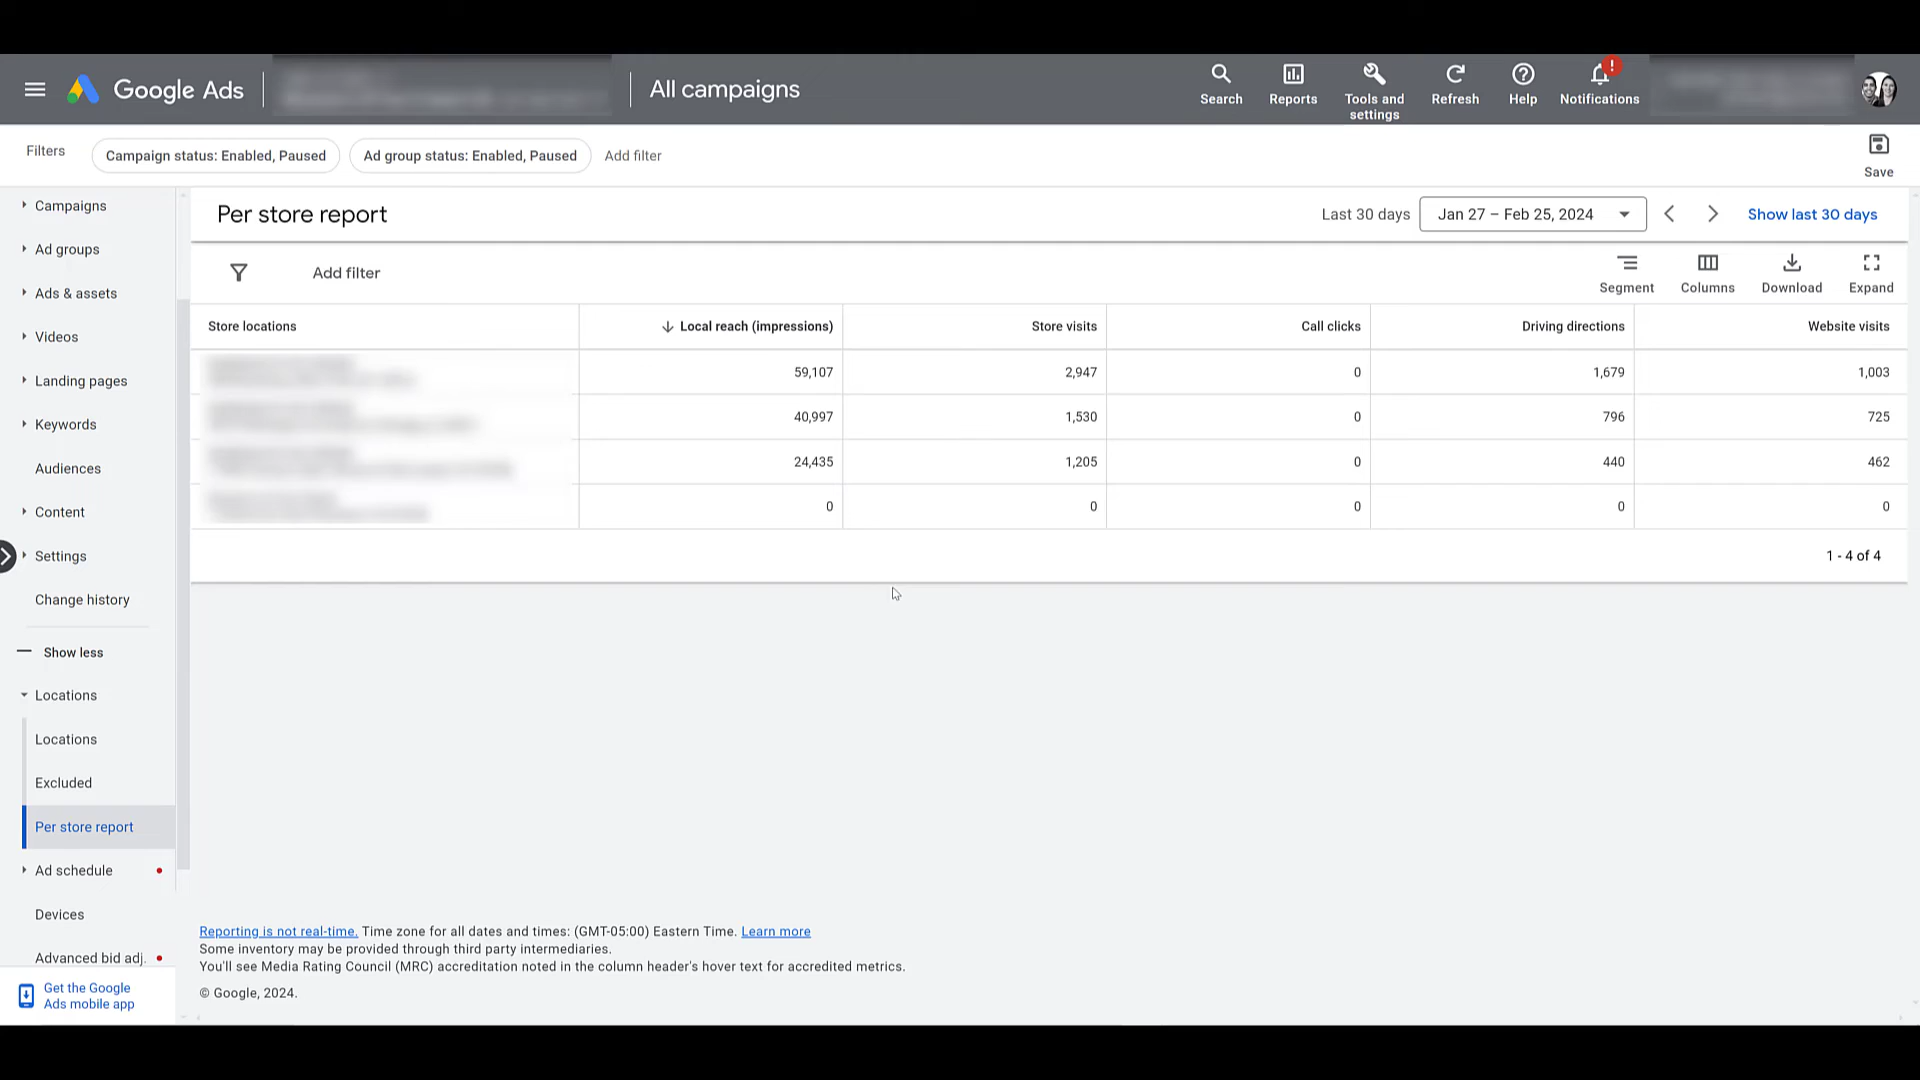 Google Ads
All campaigns
Search
Reports
Tools and
settings
Refresh
Help
!
Notifications
Filters
Campaign status: Enabled, Paused
Ad group status: Enabled, Paused
Add filter
Save
Campaigns
Ad groups
Ads & assets
Videos
Landing pages
Keywords
Audiences
Content
Settings
Change history
Show less
Locations
Locations
Excluded
Per store report
Ad schedule
Devices
Advanced bid adj.
Get the Google
Ads mobile app
Per store report
Last 30 days
Jan 27 – Feb 25, 2024
Show last 30 days
Add filter
Segment
Columns
Download
Expand
Store locations Local reach (impressions) Store visits Call clicks Driving directions Website visits
59,107 2,947 0 1,679 1,003
40,997 1,530 0 796 725
24,435 1,205 0 440 462
0 0 0 0 0
1 - 4 of 4
Reporting is not real-time. Time zone for all dates and times: (GMT-05:00) Eastern Time. Learn more
Some inventory may be provided through third party intermediaries.
You'll see Media Rating Council (MRC) accreditation noted in the column header's hover text for accredited metrics.
© Google, 2024.